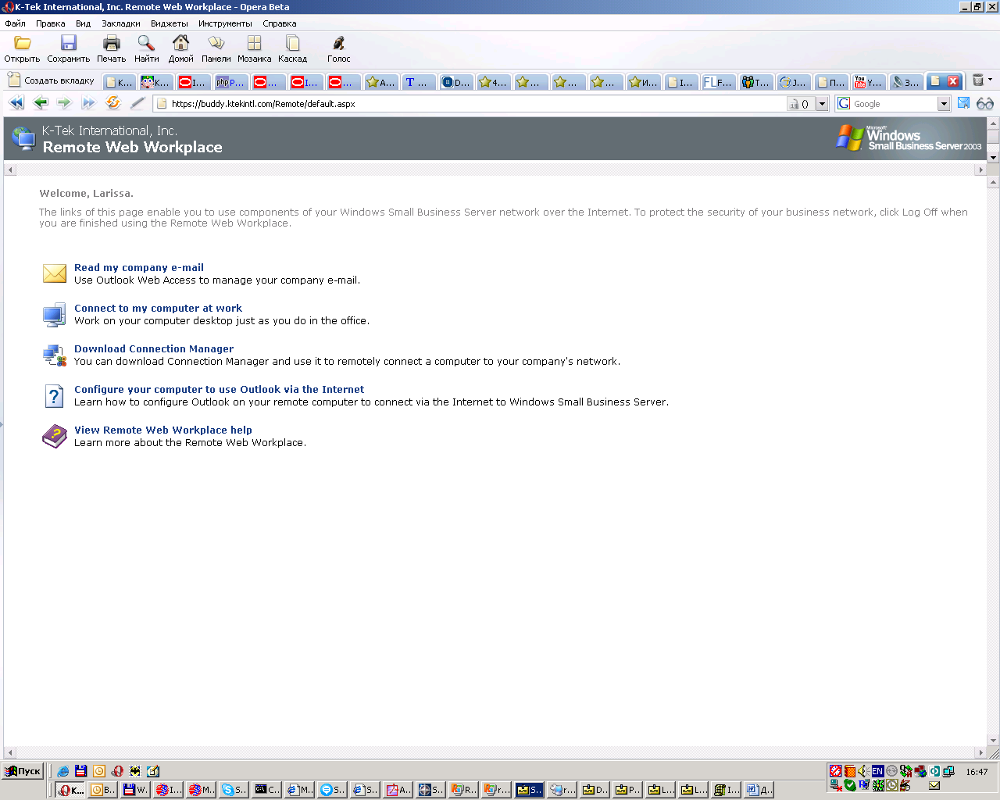 K-Tek International, Inc. Remote Web Workplace - Opera Beta
Файл Правка Вид Закладки Виджеты Инструменты Справка
Открыть Сохранить Печать Найти Домой Панели Мозаика Каскад Голос
Создать вкладку K... K... I... P... ... I... ... A... T ... D... 4... ... ... ... И... I... F... T... J... П... Y... З...
https://buddy.ktekintl.com/Remote/default.aspx () Google
K-Tek International, Inc.
Remote Web Workplace
Microsoft
Windows
Small Business Server 2003
Welcome, Larissa.
The links of this page enable you to use components of your Windows Small Business Server network over the Internet. To protect the security of your business network, click Log Off when
you are finished using the Remote Web Workplace.
Read my company e-mail
Use Outlook Web Access to manage your company e-mail.
Connect to my computer at work
Work on your computer desktop just as you do in the office.
Download Connection Manager
You can download Connection Manager and use it to remotely connect a computer to your company's network.
Configure your computer to use Outlook via the Internet
Learn how to configure Outlook on your remote computer to connect via the Internet to Windows Small Business Server.
View Remote Web Workplace help
Learn more about the Remote Web Workplace.
Пуск EN 16:47
K... B... W... I... M... S... C... M... S... S... A... S... R... r... S... r... D... P... L... L... I... Д...